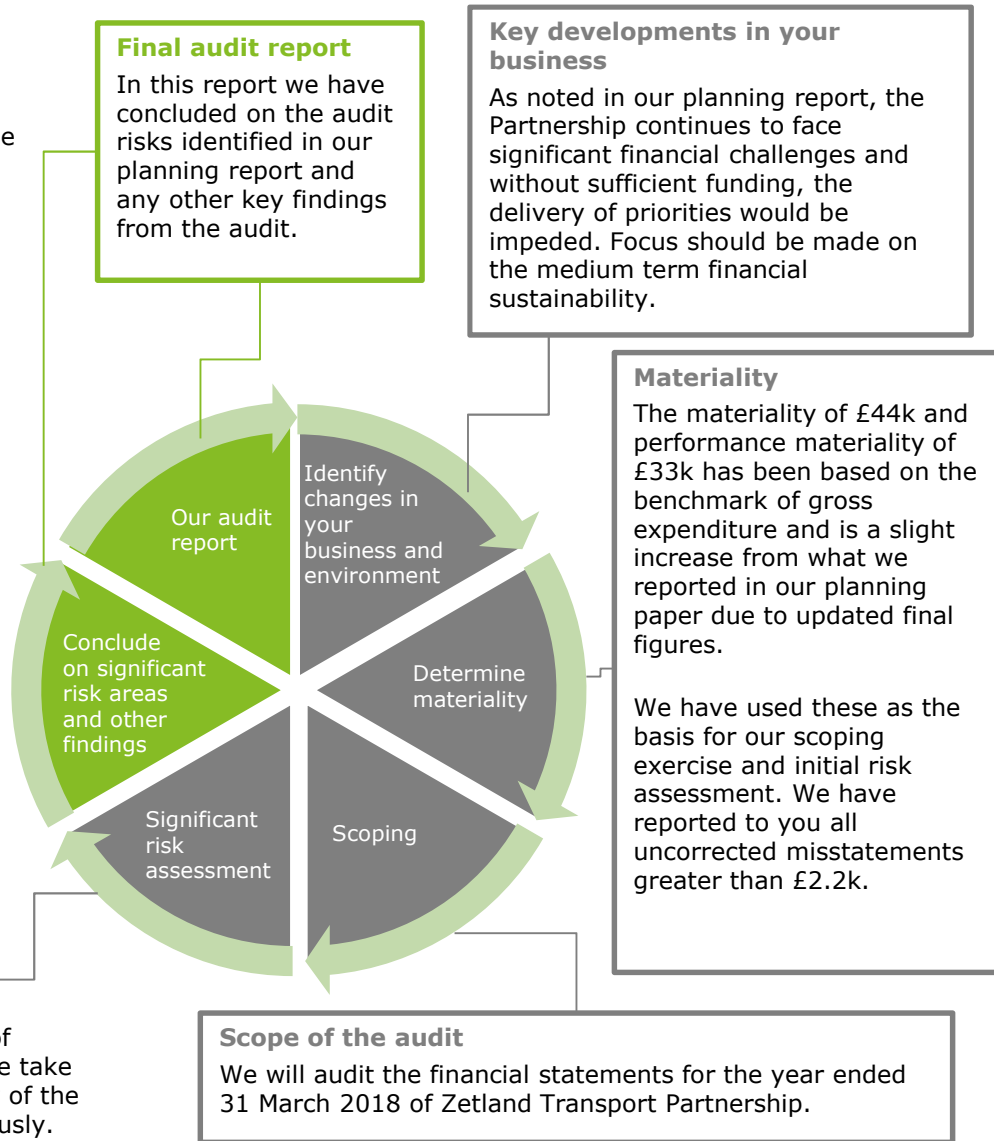 Final audit report
In this report we have
concluded on the audit
risks identified in our
planning report and
any other key findings
from the audit.
Key developments in your
business
As noted in our planning report, the
Partnership continues to face
significant financial challenges and
without sufficient funding, the
delivery of priorities would be
impeded. Focus should be made on
the medium term financial
sustainability.
Materiality
The materiality of £44k and
performance materiality of
£33k has been based on the
benchmark of gross
expenditure and is a slight
increase from what we
reported in our planning
paper due to updated final
figures.
We have used these as the
basis for our scoping
exercise and initial risk
assessment. We have
reported to you all
uncorrected misstatements
greater than £2.2k.
Identify
changes in
your
business and
environment
Determine
materiality
Scoping
Significant
risk
assessment
Conclude
on significant
risk areas
and other
findings
Our audit
report
Scope of the audit
We will audit the financial statements for the year ended
31 March 2018 of Zetland Transport Partnership.
e
of
e take
of the
usly.